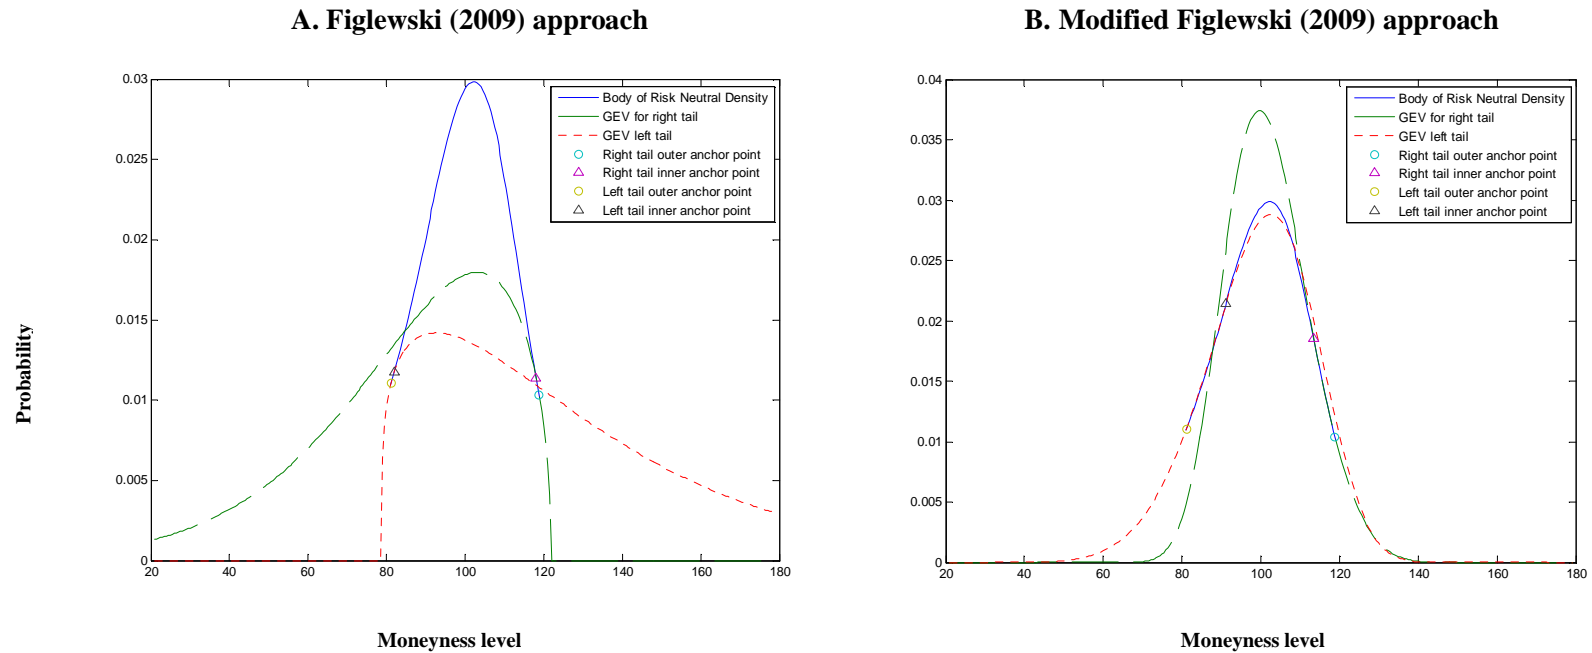 A. Figlewski (2009) approach
0.03
0.025
0.02
0.015
0.01
0.005
0
20 40 60 80 100 120 140 160 180
Body of Risk Neutral Density
GEV for right tail
GEV left tail
Right tail outer anchor point
Right tail inner anchor point
Left tail outer anchor point
Left tail inner anchor point
Probability
Moneyness level
B. Modified Figlewski (2009) approach
0.04
0.035
0.03
0.025
0.02
0.015
0.01
0.005
0
20 40 60 80 100 120 140 160 180
Body of Risk Neutral Density
GEV for right tail
GEV left tail
Right tail outer anchor point
Right tail inner anchor point
Left tail outer anchor point
Left tail inner anchor point
Moneyness level